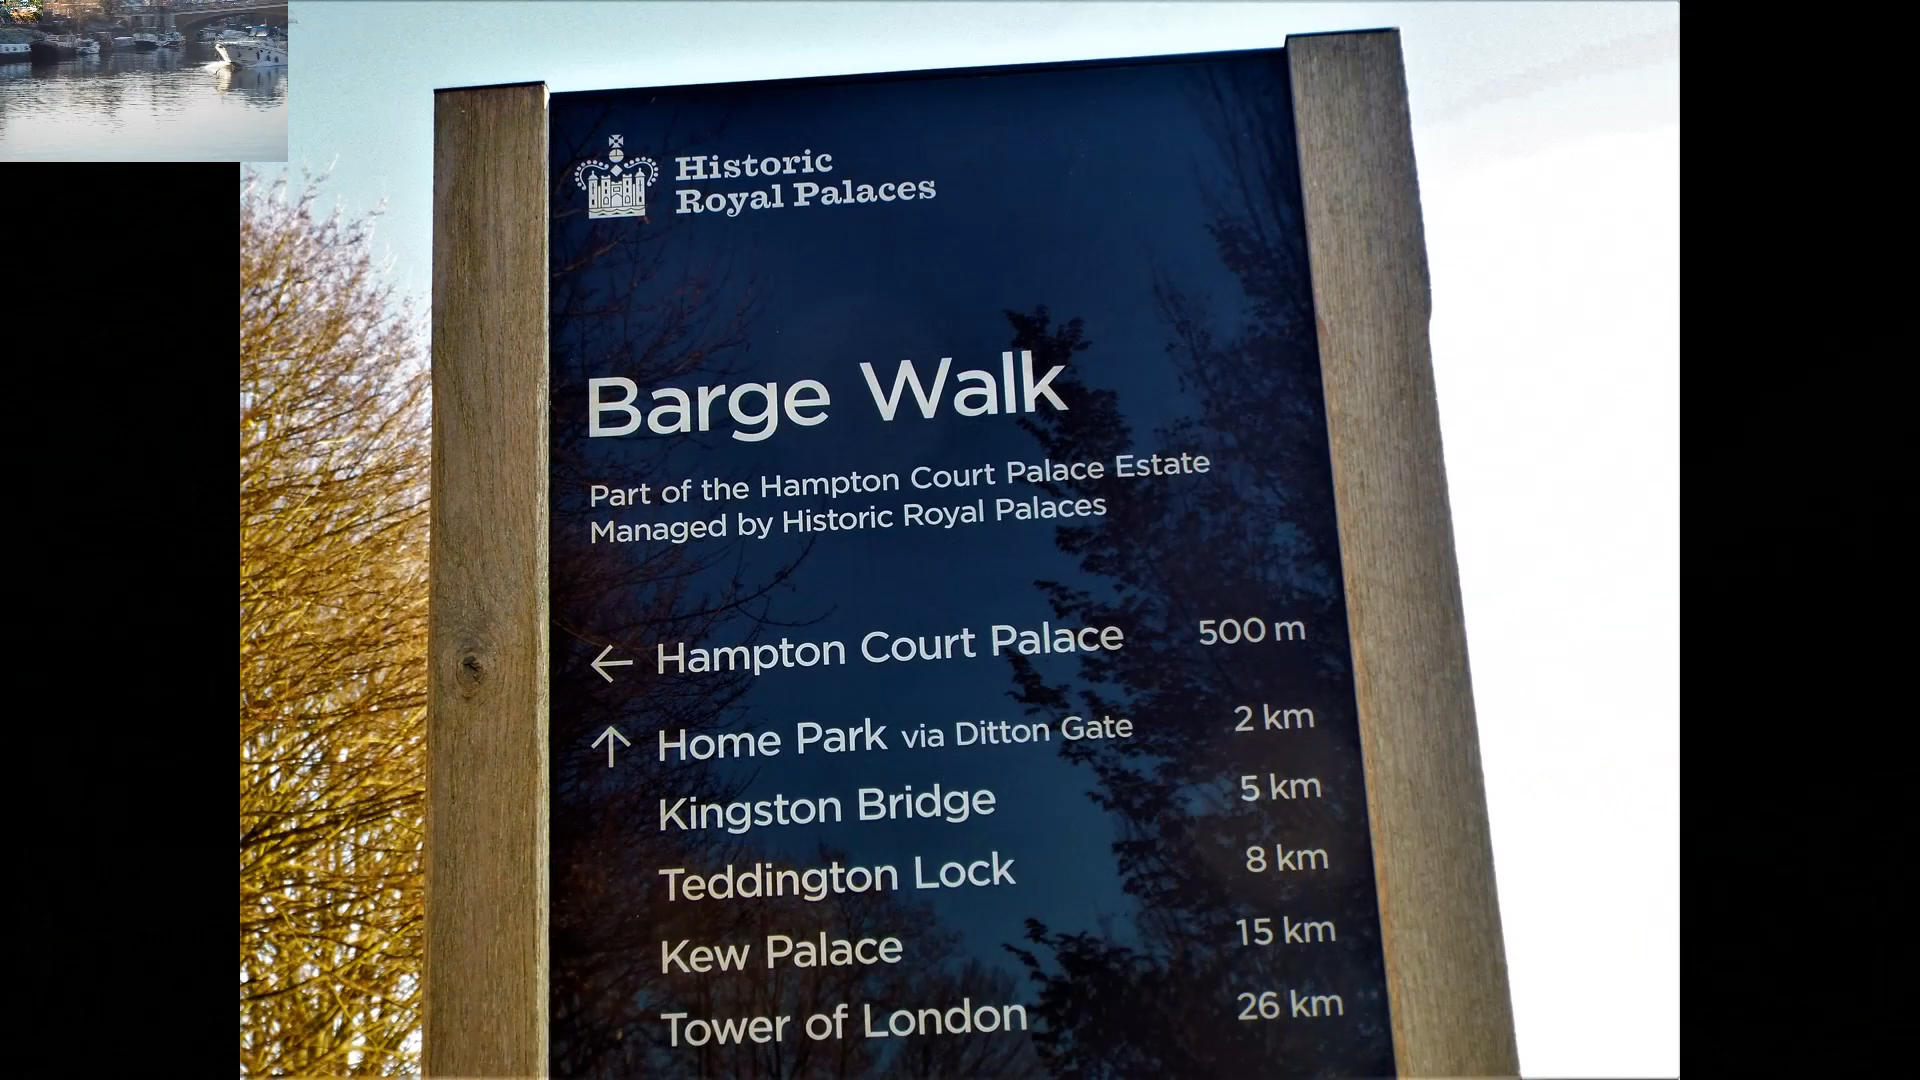 Historic
Royal Palaces
Barge Walk
Part of the Hampton Court Palace Estate
Managed by Historic Royal Palaces
← Hampton Court Palace 500 m
↑ Home Park via Ditton Gate 2 km
Kingston Bridge 5 km
Teddington Lock 8 km
Kew Palace 15 km
Tower of London 26 km